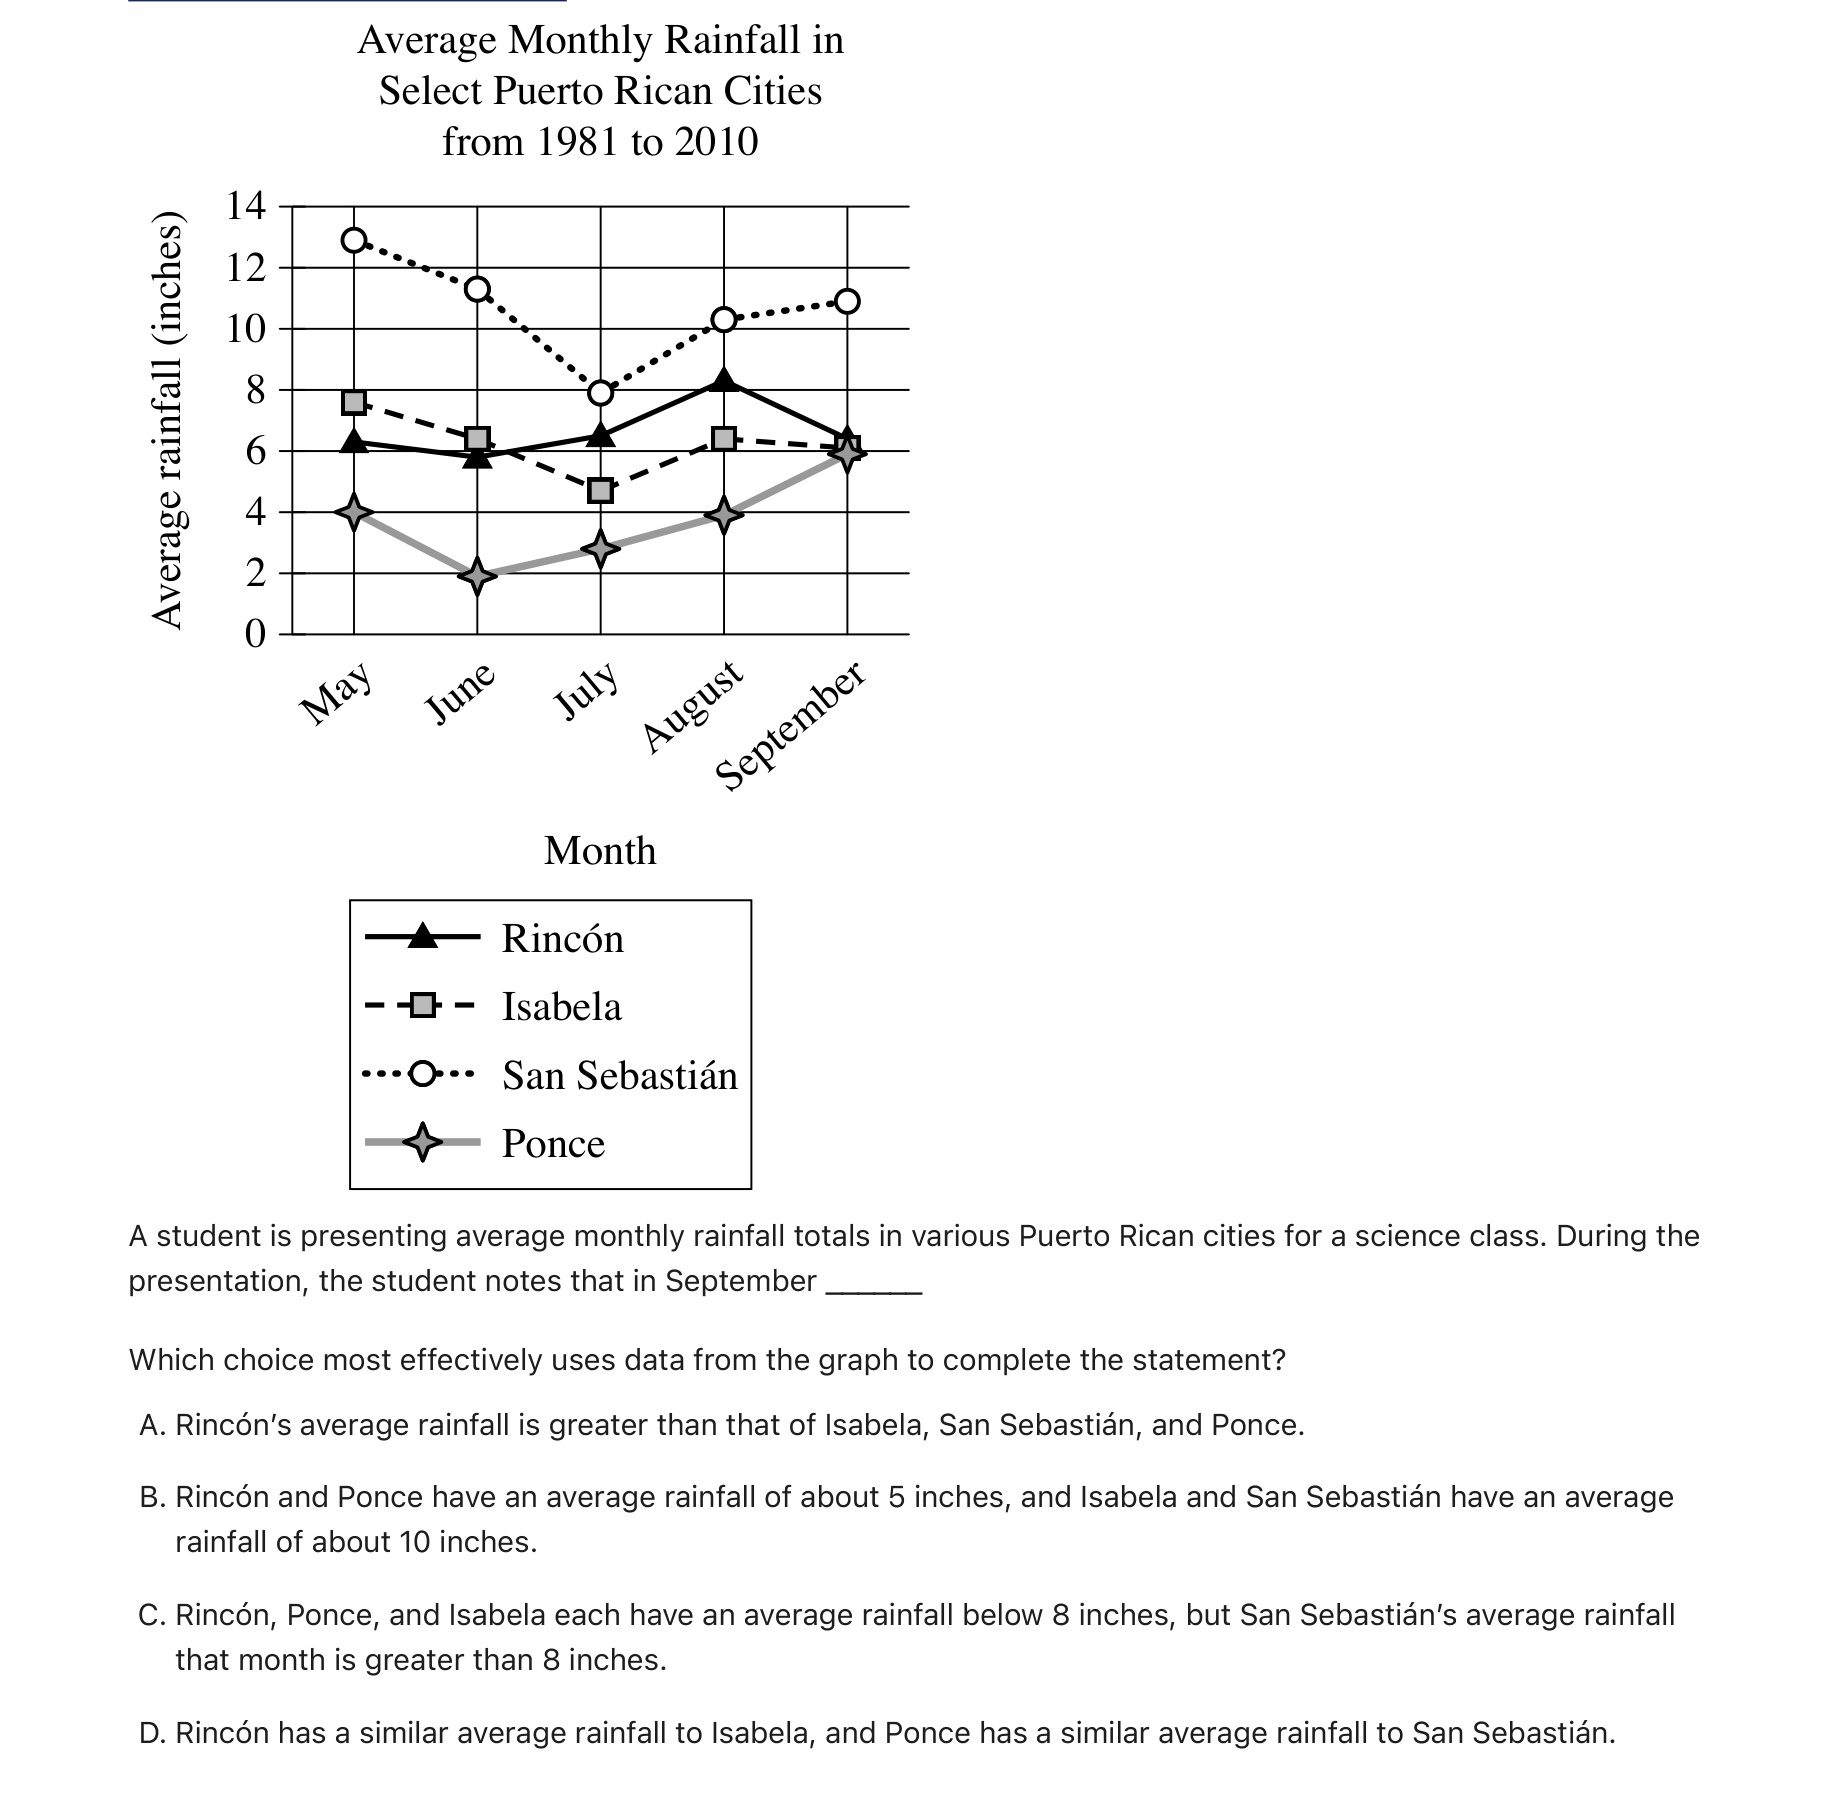 Average Monthly Rainfall in
Select Puerto Rican Cities
from 1981 to 2010
Average rainfall (inches)
14
12
10
8
6
4
2
0
May
June
July
August
September
Month
Rincón
Isabela
San Sebastián
Ponce
A student is presenting average monthly rainfall totals in various Puerto Rican cities for a science class. During the
presentation, the student notes that in September ______
Which choice most effectively uses data from the graph to complete the statement?
A. Rincón’s average rainfall is greater than that of Isabela, San Sebastián, and Ponce.
B. Rincón and Ponce have an average rainfall of about 5 inches, and Isabela and San Sebastián have an average
rainfall of about 10 inches.
C. Rincón, Ponce, and Isabela each have an average rainfall below 8 inches, but San Sebastián’s average rainfall
that month is greater than 8 inches.
D. Rincón has a similar average rainfall to Isabela, and Ponce has a similar average rainfall to San Sebastián.